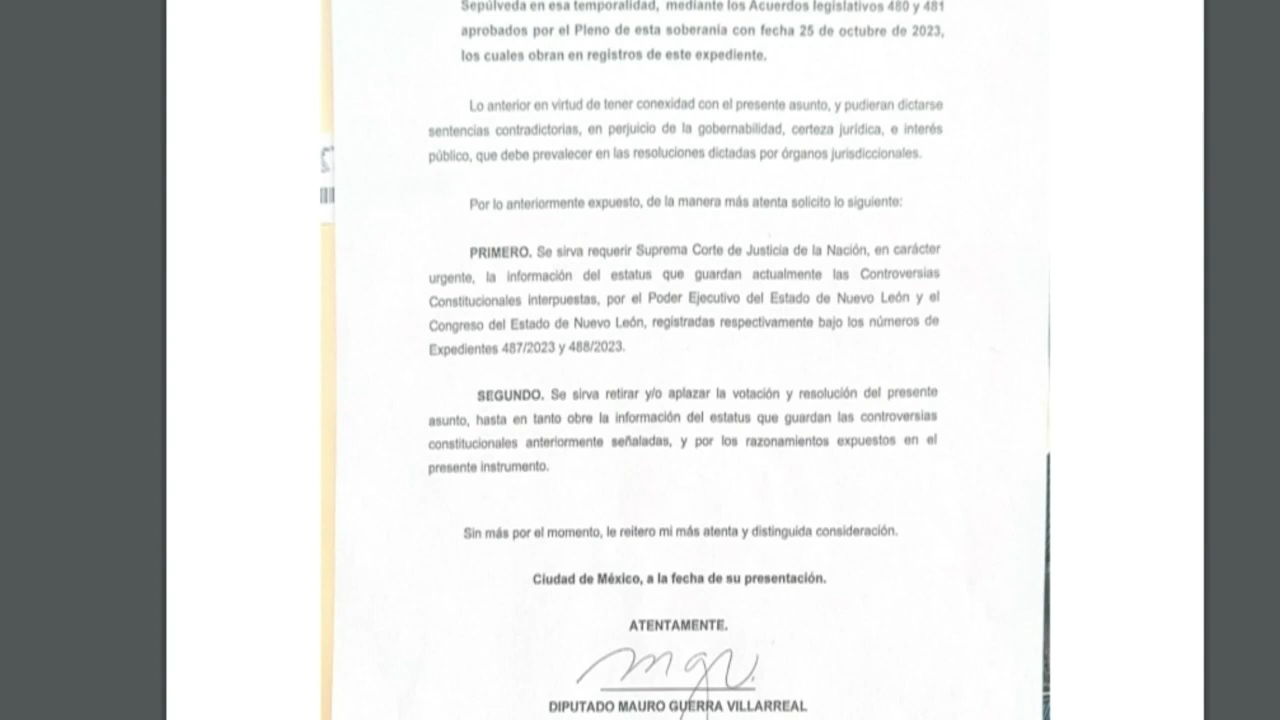 Sepúlveda en esa temporalidad, mediante los Acuerdos legislativos 480 y 481
aprobados por el Pleno de esta soberanía con fecha 25 de octubre de 2023,
los cuales obran en registros de este expediente.
Lo anterior en virtud de tener conexidad con el presente asunto, y pudieran dictarse
sentencias contradictorias, en perjuicio de la gobernabilidad, certeza jurídica, e interés
público, que debe prevalecer en las resoluciones dictadas por órganos jurisdiccionales.
Por lo anteriormente expuesto, de la manera más atenta solicito lo siguiente:
PRIMERO. Se sirva requerir Suprema Corte de Justicia de la Nación, en carácter
urgente, la información del estatus que guardan actualmente las Controversias
Constitucionales interpuestas, por el Poder Ejecutivo del Estado de Nuevo León y el
Congreso del Estado de Nuevo León, registradas respectivamente bajo los números de
Expedientes 487/2023 y 488/2023.
SEGUNDO. Se sirva retirar y/o aplazar la votación y resolución del presente
asunto, hasta en tanto obre la información del estatus que guardan las controversias
constitucionales anteriormente señaladas, y por los razonamientos expuestos en el
presente instrumento.
Sin más por el momento, le reitero mi más atenta y distinguida consideración.
Ciudad de México, a la fecha de su presentación.
ATENTAMENTE.
DIPUTADO MAURO GUERRA VILLARREAL